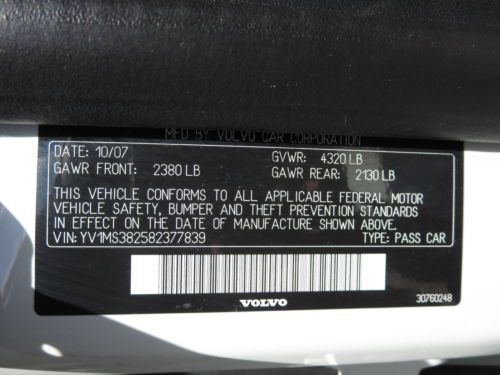 MFD BY VOLVO CAR CORPORATION
DATE: 10/07 GVWR: 4320 LB
GAWR FRONT: 2380 LB GAWR REAR: 2130 LB
THIS VEHICLE CONFORMS TO ALL APPLICABLE FEDERAL MOTOR
VEHICLE SAFETY, BUMPER AND THEFT PREVENTION STANDARDS
IN EFFECT ON THE DATE OF MANUFACTURE SHOWN ABOVE.
VIN: YV1MS382582377839 TYPE: PASS CAR
VOLVO 30760248